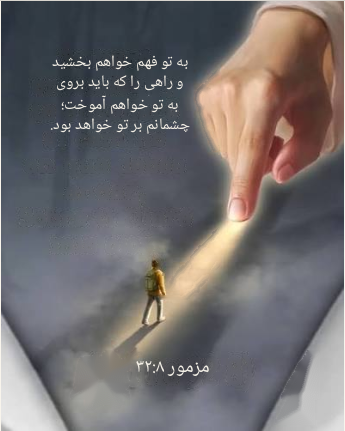 به تو فهم خواهم بخشید
و راهی را که باید بروی
به تو خواهم آموخت؛
چشمانم بر تو خواهد بود.
مزمور ۳۲:۸